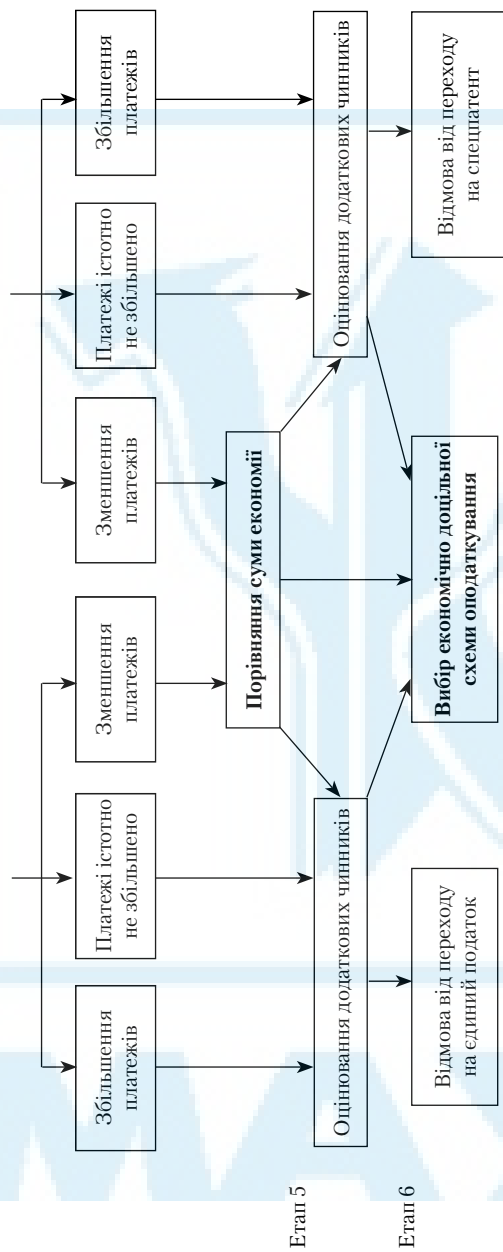 Збільшення
платежів
Платежі істотно
не збільшено
Зменшення
платежів
Зменшення
платежів
Платежі істотно
не збільшено
Збільшення
платежів
Порівняння суми економії
Етап 5
Оцінювання додаткових чинників
Оцінювання додаткових чинників
Етап 6
Відмова від переходу
на єдиний податок
Вибір економічно доцільної
схеми оподаткування
Відмова від переходу
на спецпатент